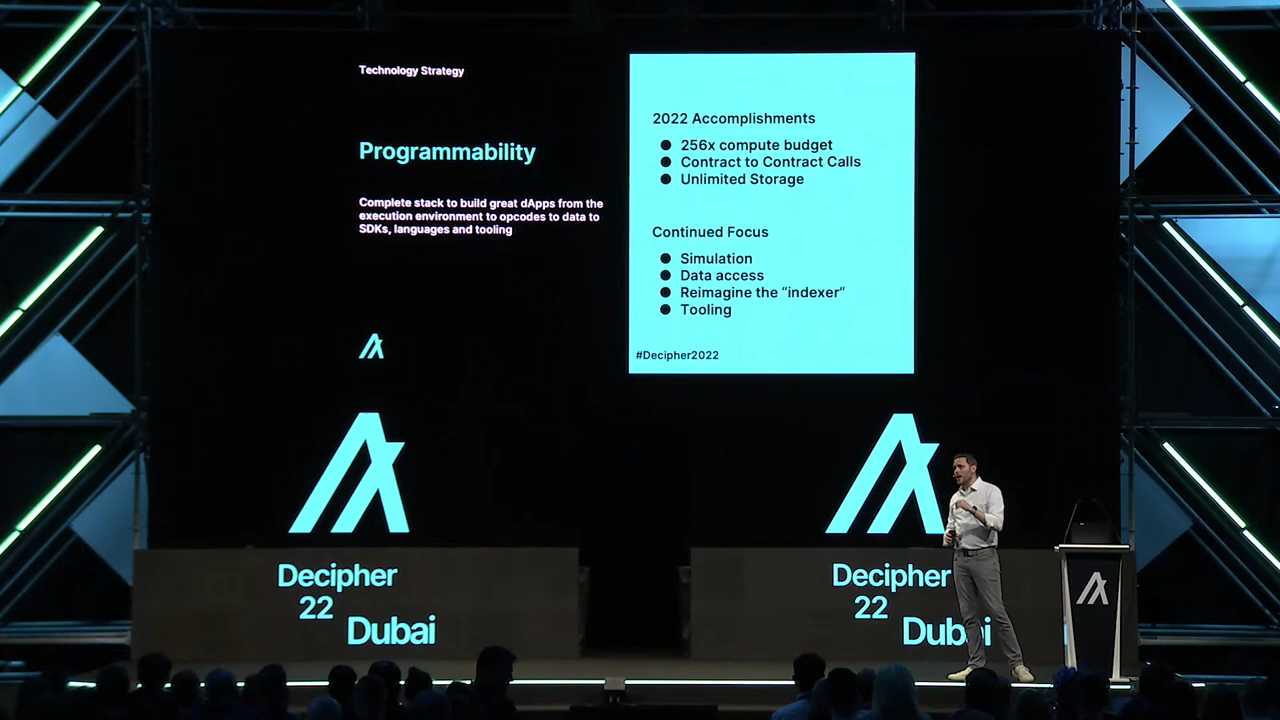 Technology Strategy
Programmability
Complete stack to build great dApps from the
execution environment to opcodes to data to
SDKs, languages and tooling
2022 Accomplishments
● 256x compute budget
● Contract to Contract Calls
● Unlimited Storage
Continued Focus
● Simulation
● Data access
● Reimagine the “indexer”
● Tooling
#Decipher2022
Decipher
22
Dubai
Decipher
22
Dubai